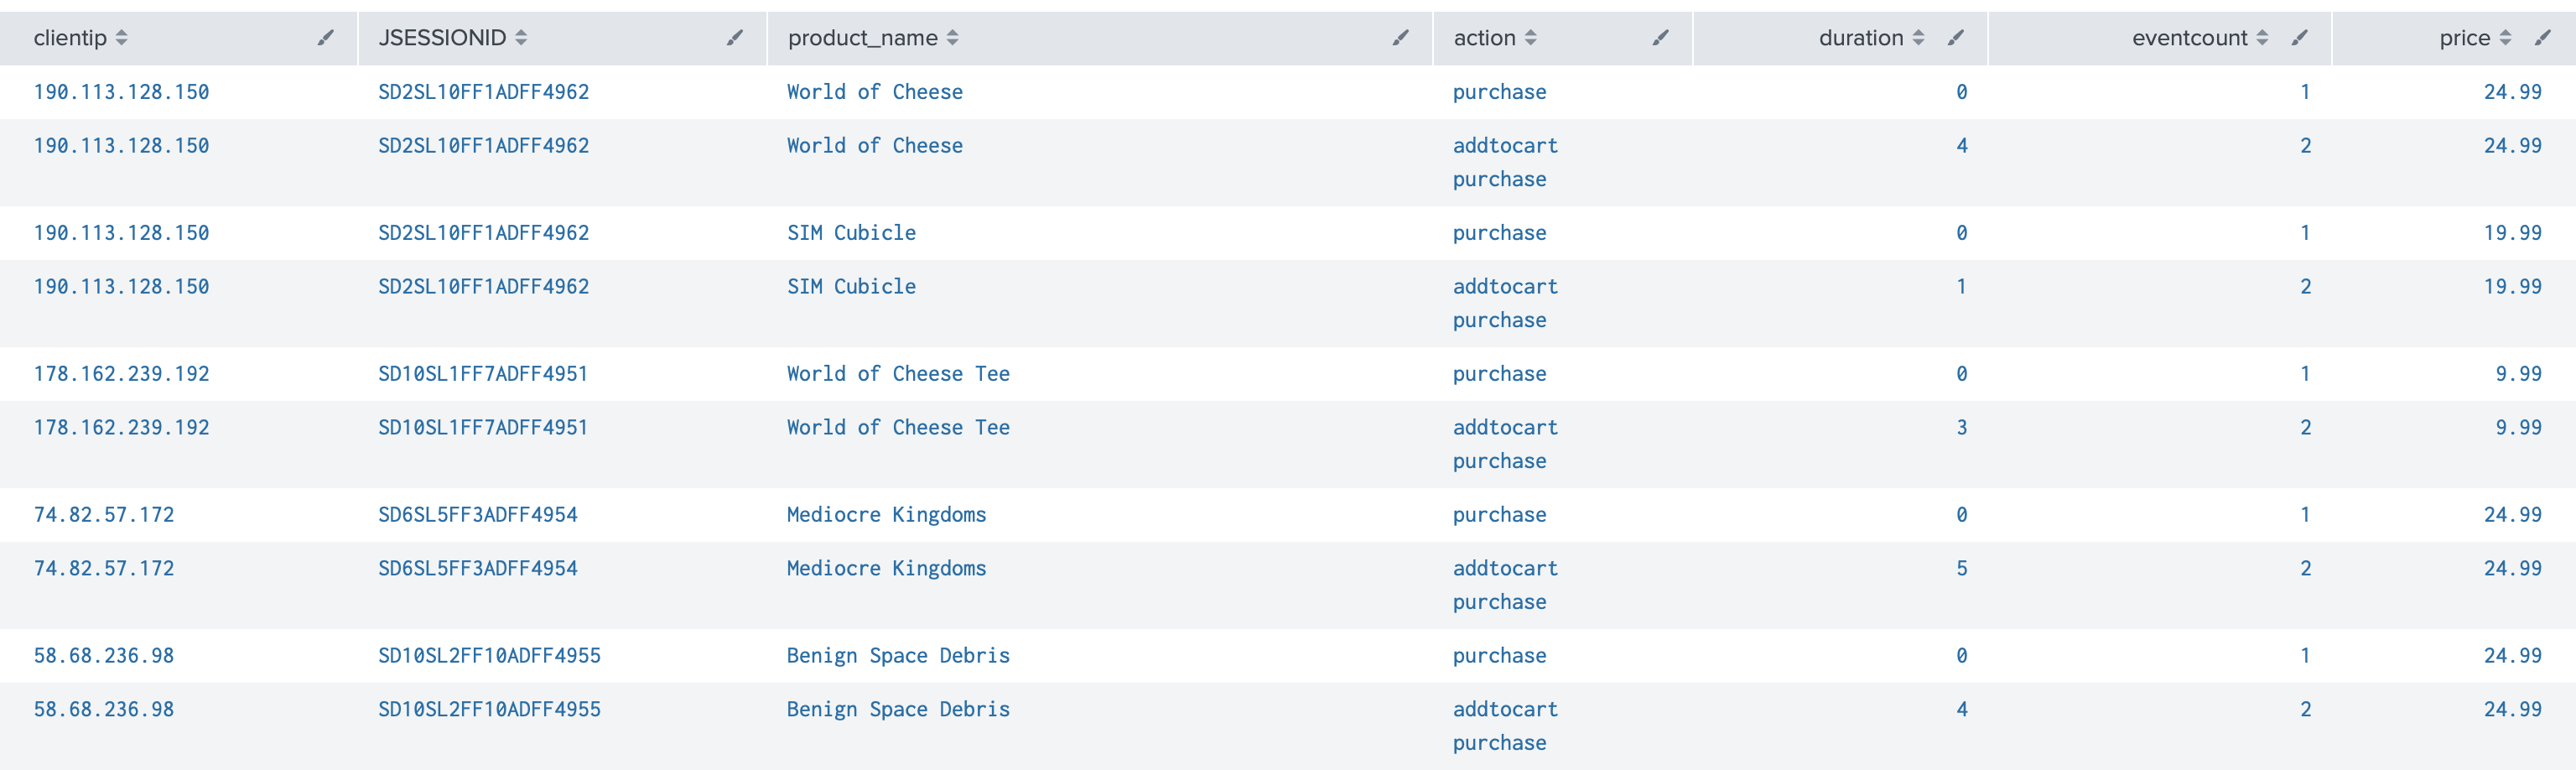 clientip JSESSIONID product_name action duration eventcount price
190.113.128.150 SD2SL10FF1ADFF4962 World of Cheese purchase 0 1 24.99
190.113.128.150 SD2SL10FF1ADFF4962 World of Cheese addtocart 4 2 24.99
purchase
190.113.128.150 SD2SL10FF1ADFF4962 SIM Cubicle purchase 0 1 19.99
190.113.128.150 SD2SL10FF1ADFF4962 SIM Cubicle addtocart 1 2 19.99
purchase
178.162.239.192 SD10SL1FF7ADFF4951 World of Cheese Tee purchase 0 1 9.99
178.162.239.192 SD10SL1FF7ADFF4951 World of Cheese Tee addtocart 3 2 9.99
purchase
74.82.57.172 SD6SL5FF3ADFF4954 Mediocre Kingdoms purchase 0 1 24.99
74.82.57.172 SD6SL5FF3ADFF4954 Mediocre Kingdoms addtocart 5 2 24.99
purchase
58.68.236.98 SD10SL2FF10ADFF4955 Benign Space Debris purchase 0 1 24.99
58.68.236.98 SD10SL2FF10ADFF4955 Benign Space Debris addtocart 4 2 24.99
purchase